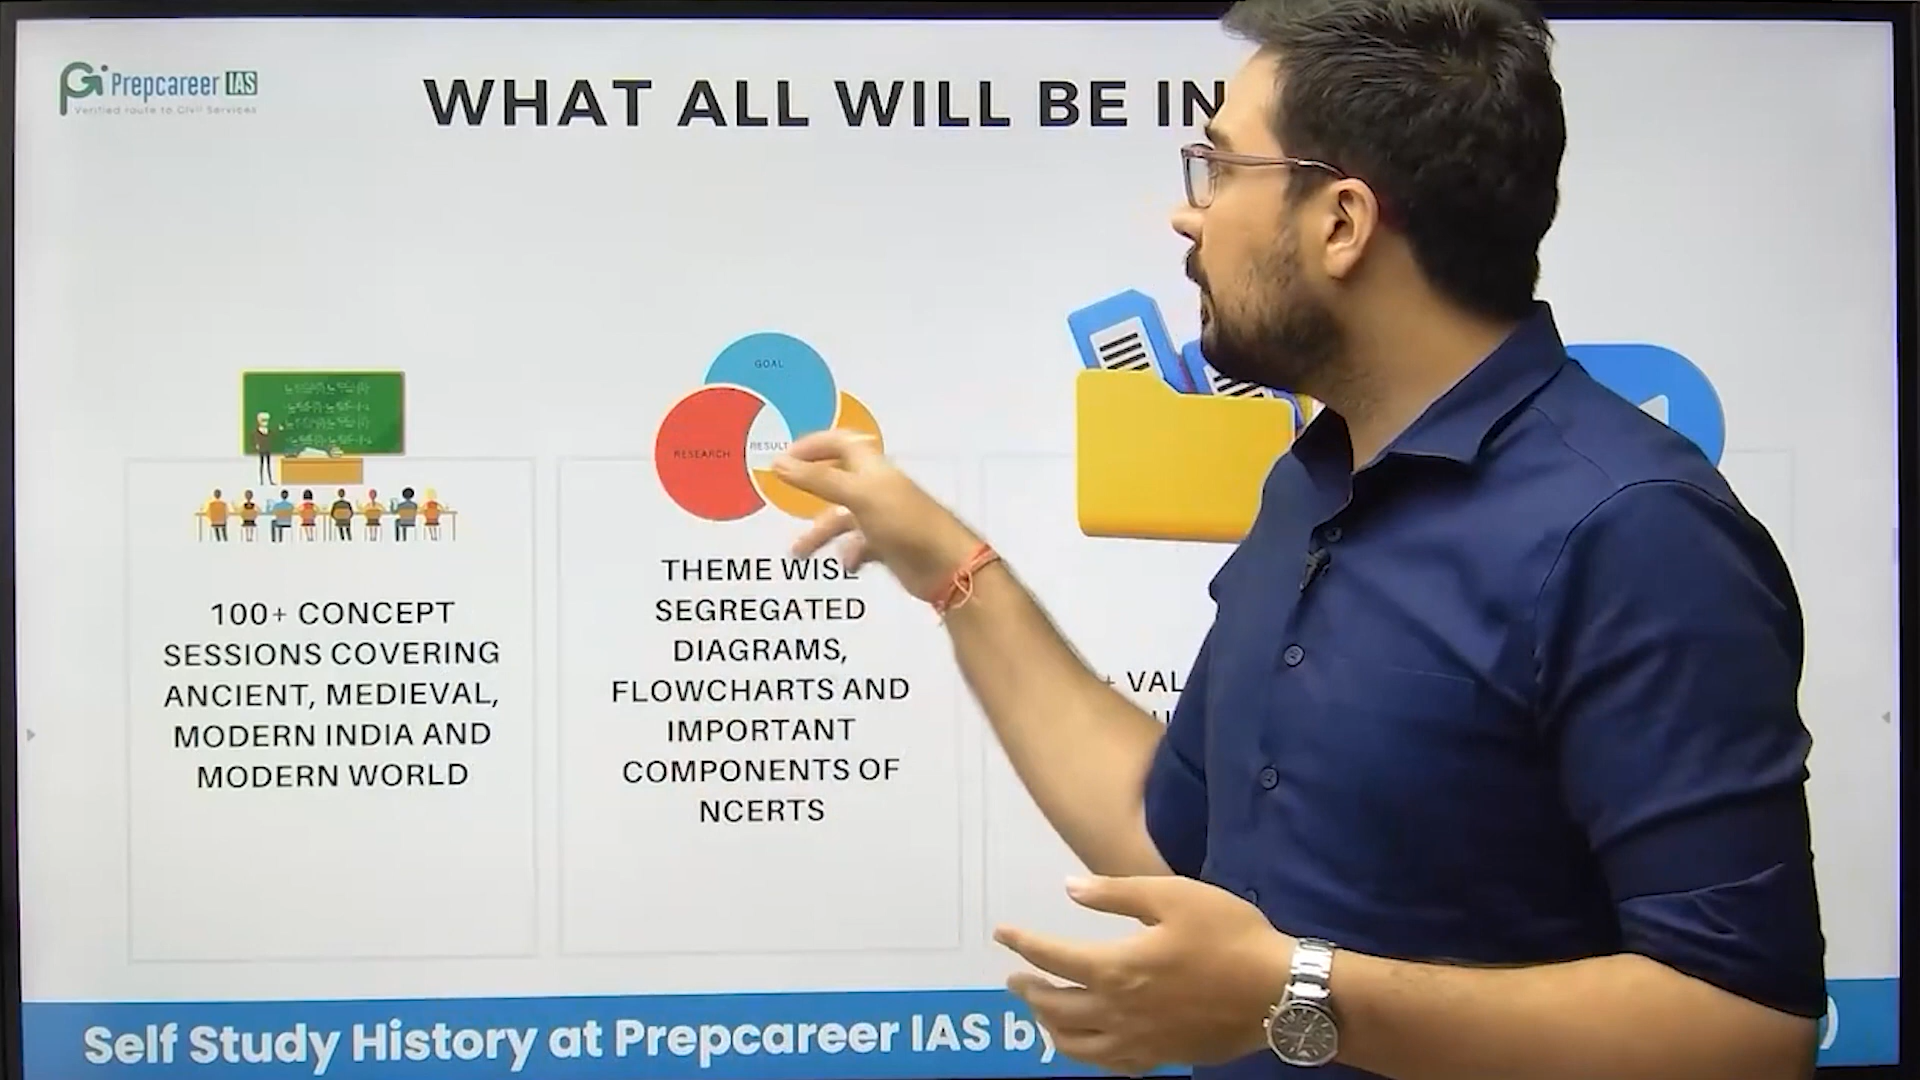 Prepcareer IAS
Verified route to Civil Services
WHAT ALL WILL BE IN
GOAL
RESEARCH
RESULT
100+ CONCEPT
SESSIONS COVERING
ANCIENT, MEDIEVAL,
MODERN INDIA AND
MODERN WORLD
THEME WISE
SEGREGATED
DIAGRAMS,
FLOWCHARTS AND
IMPORTANT
COMPONENTS OF
NCERTS
+ VAL
Self Study History at Prepcareer IAS by